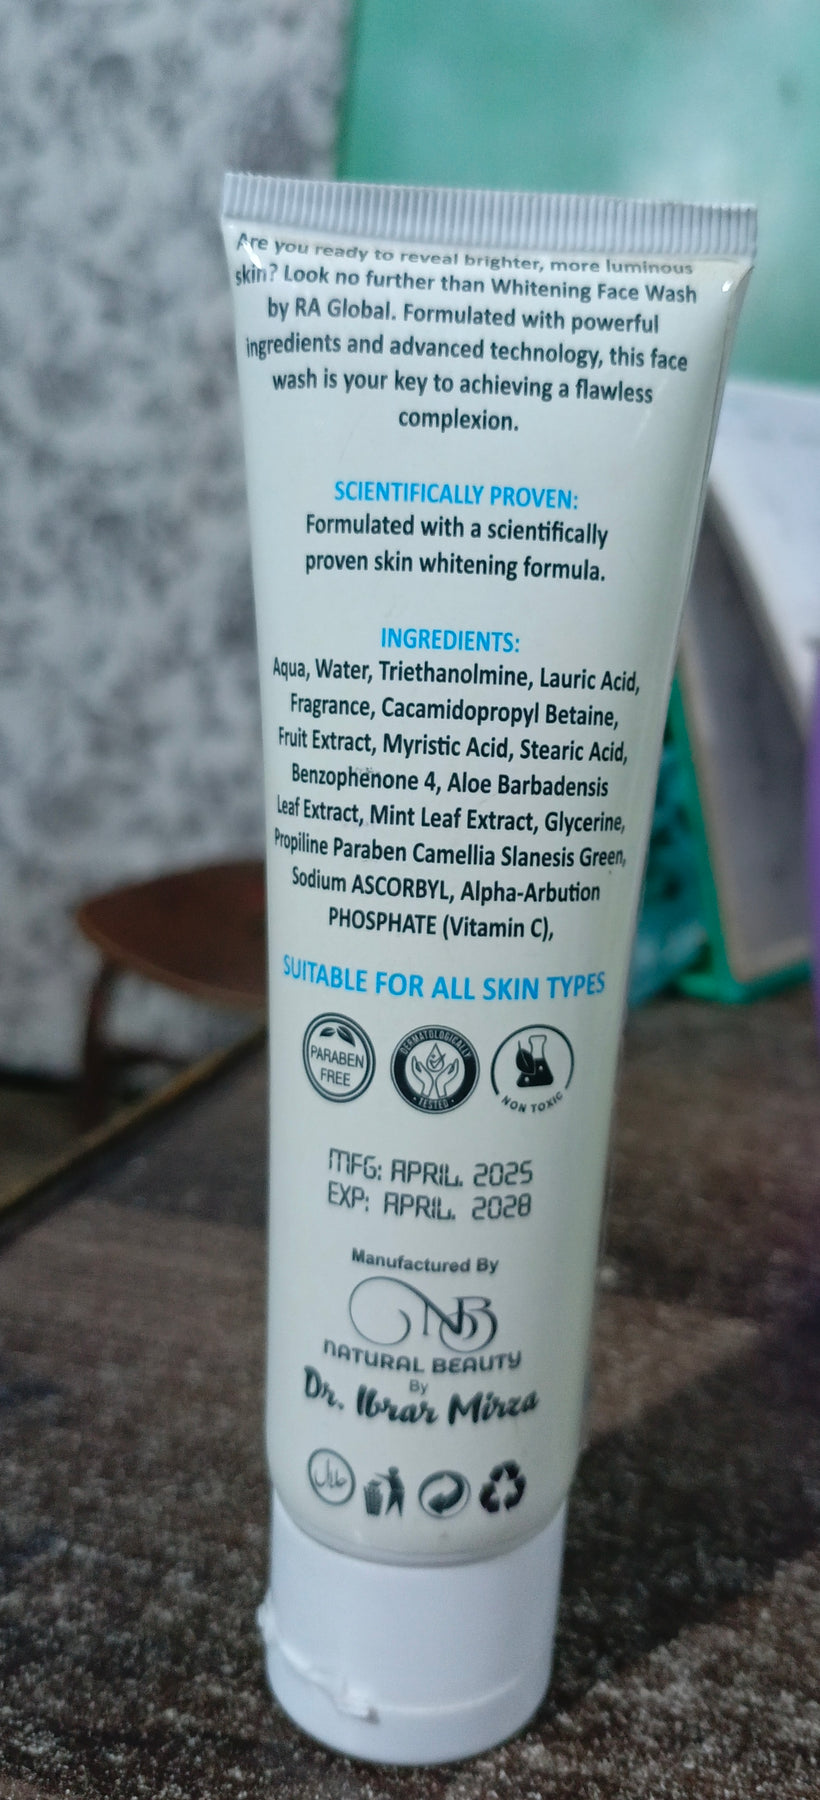 Are you ready to reveal brighter, more luminous
skin? Look no further than Whitening Face Wash
by RA Global. Formulated with powerful
ingredients and advanced technology, this face
wash is your key to achieving a flawless
complexion.
SCIENTIFICALLY PROVEN:
Formulated with a scientifically
proven skin whitening formula.
INGREDIENTS:
Aqua, Water, Triethanolmine, Lauric Acid,
Fragrance, Cacamidopropyl Betaine,
Fruit Extract, Myristic Acid, Stearic Acid,
Benzophenone 4, Aloe Barbadensis
Leaf Extract, Mint Leaf Extract, Glycerine,
Propiline Paraben Camellia Slanesis Green,
Sodium ASCORBYL, Alpha-Arbution
PHOSPHATE (Vitamin C),
SUITABLE FOR ALL SKIN TYPES
PARABEN
FREE
DERMATOLOGICALLY
TESTED
NON TOXIC
MFG: APRIL. 2025
EXP: APRIL. 2028
Manufactured By
NB
NATURAL BEAUTY
By
Dr. Ibrar Mirza
حلال